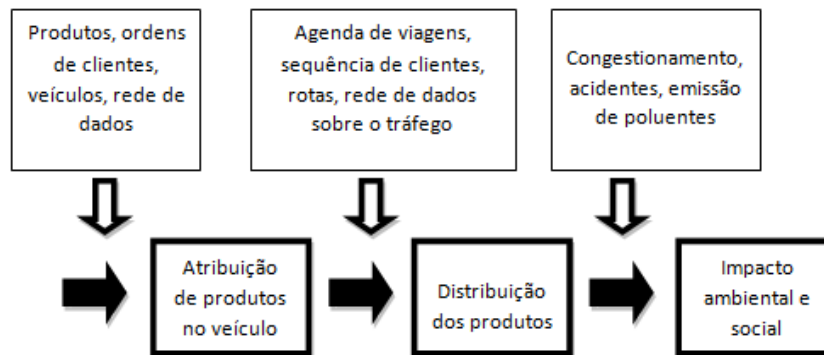 Produtos, ordens
de clientes,
veículos, rede de
dados
Agenda de viagens,
sequência de clientes,
rotas, rede de dados
sobre o tráfego
Congestionamento,
acidentes, emissão
de poluentes
Atribuição
de produtos
no veículo
Distribuição
dos produtos
Impacto
ambiental e
social